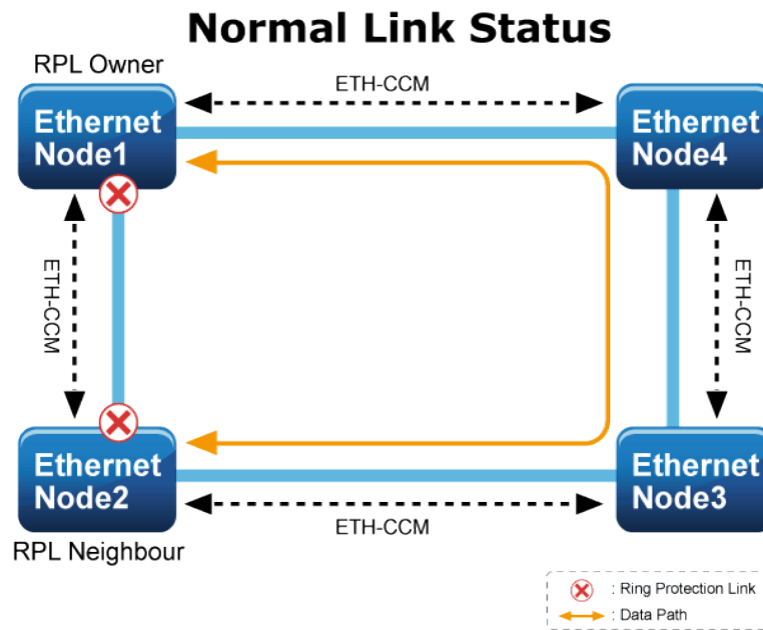 Normal Link Status
RPL Owner
ETH-CCM
Ethernet
Node1
Ethernet
Node4
ETH-CCM
ETH-CCM
Ethernet
Node2
Ethernet
Node3
RPL Neighbour
ETH-CCM
: Ring Protection Link
: Data Path